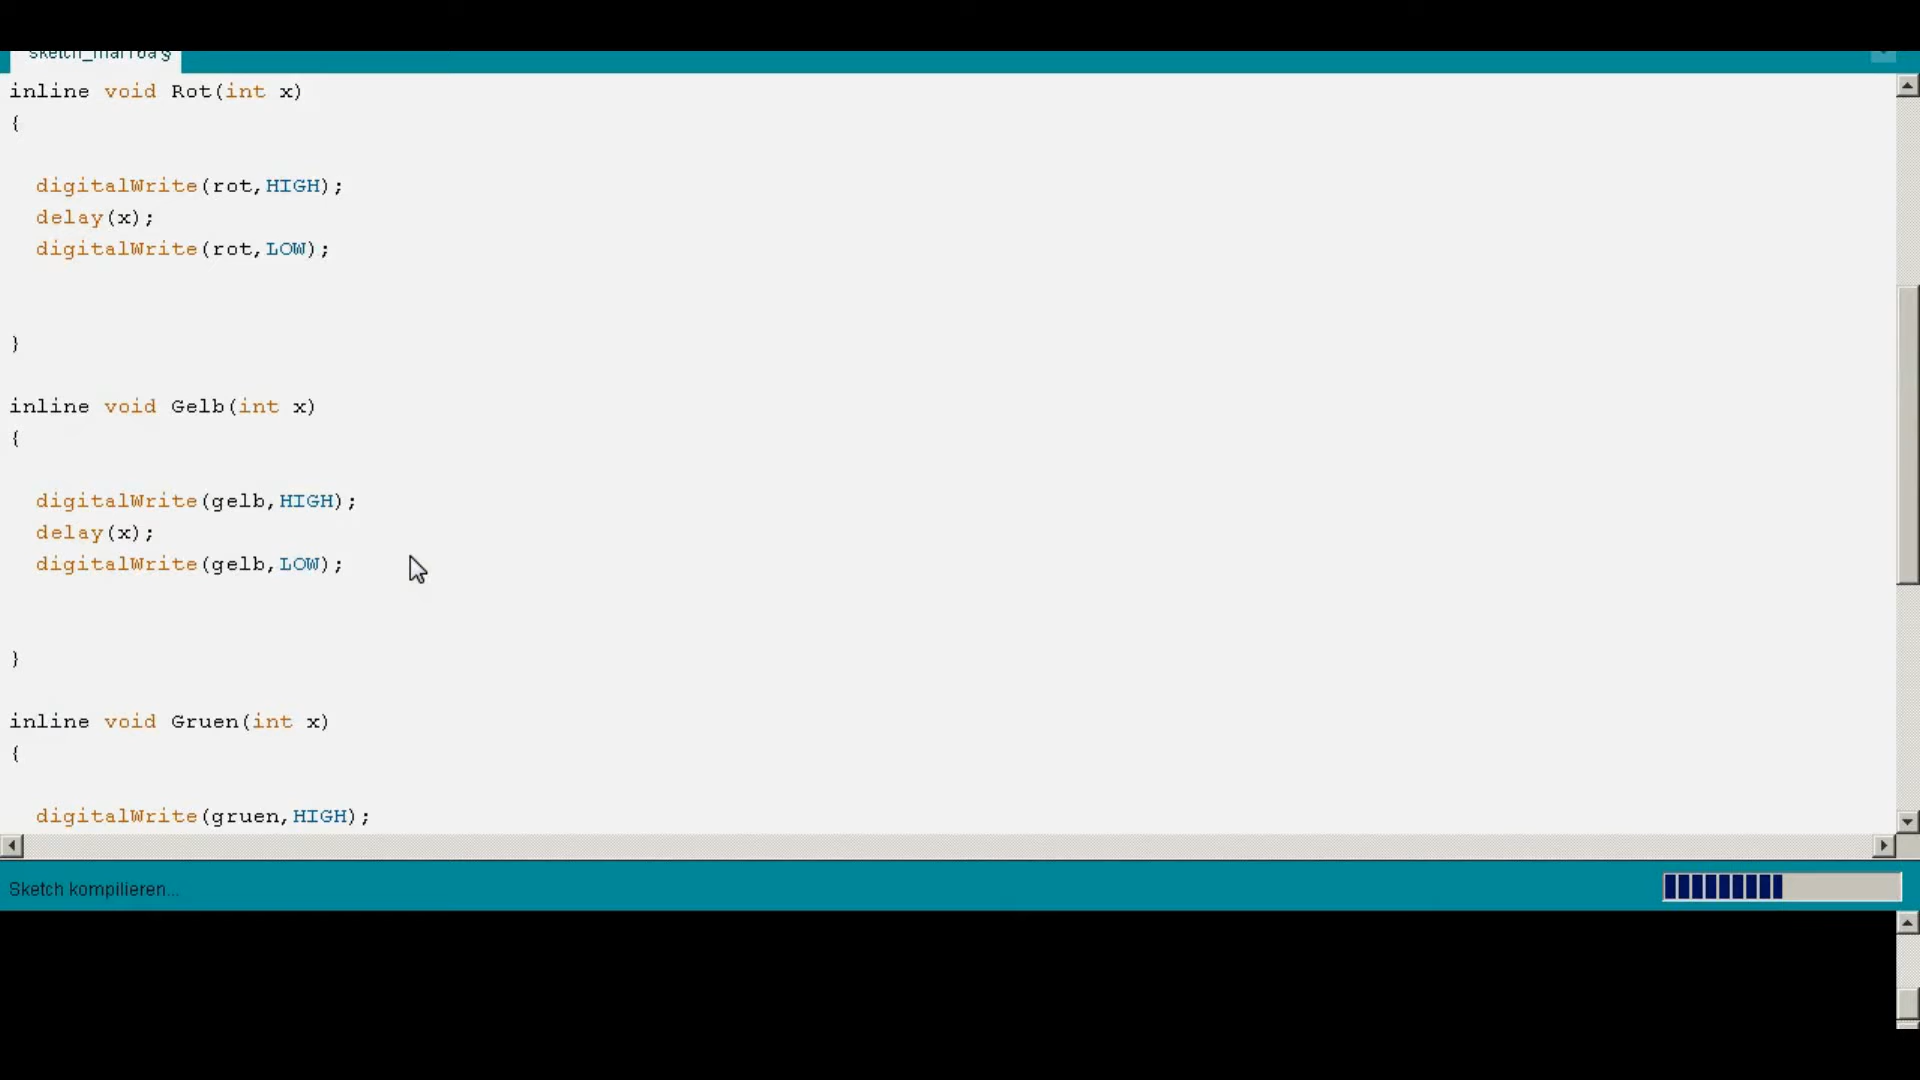 inline void Rot(int x)
{
digitalWrite(rot,HIGH);
delay(x);
digitalWrite(rot,LOW);
}
inline void Gelb(int x)
{
digitalWrite(gelb,HIGH);
delay(x);
digitalWrite(gelb,LOW);
}
inline void Gruen(int x)
{
digitalWrite(gruen,HIGH);
Sketch kompilieren...